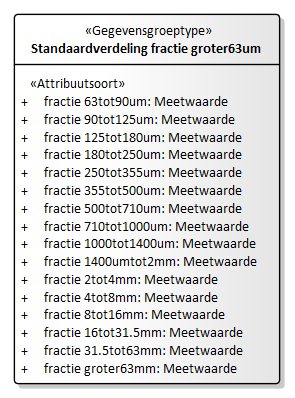 «Gegevensgroeptype»
Standaardverdeling fractie groter63um
«Attribuutsoort»
+ fractie 63tot90um: Meetwaarde
+ fractie 90tot125um: Meetwaarde
+ fractie 125tot180um: Meetwaarde
+ fractie 180tot250um: Meetwaarde
+ fractie 250tot355um: Meetwaarde
+ fractie 355tot500um: Meetwaarde
+ fractie 500tot710um: Meetwaarde
+ fractie 710tot1000um: Meetwaarde
+ fractie 1000tot1400um: Meetwaarde
+ fractie 1400umtot2mm: Meetwaarde
+ fractie 2tot4mm: Meetwaarde
+ fractie 4tot8mm: Meetwaarde
+ fractie 8tot16mm: Meetwaarde
+ fractie 16tot31.5mm: Meetwaarde
+ fractie 31.5tot63mm: Meetwaarde
+ fractie groter63mm: Meetwaarde